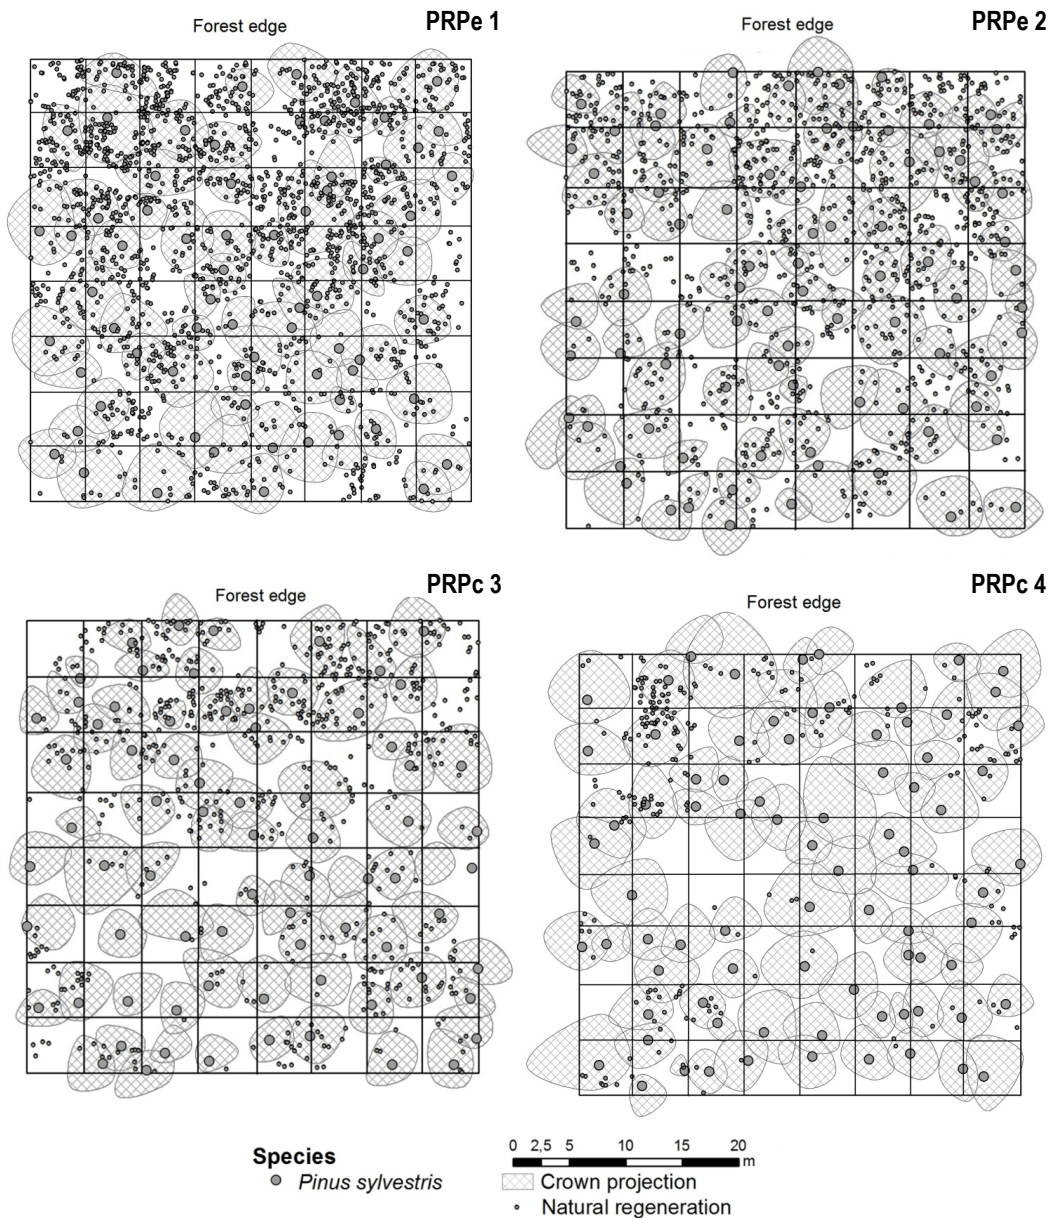 Forest edge
PRPe 1
Forest edge
PRPe 2
Forest edge
PRPc 3
Forest edge
PRPc 4
Species
Pinus sylvestris
0 2,5 5 10 15 20
m
Crown projection
Natural regeneration